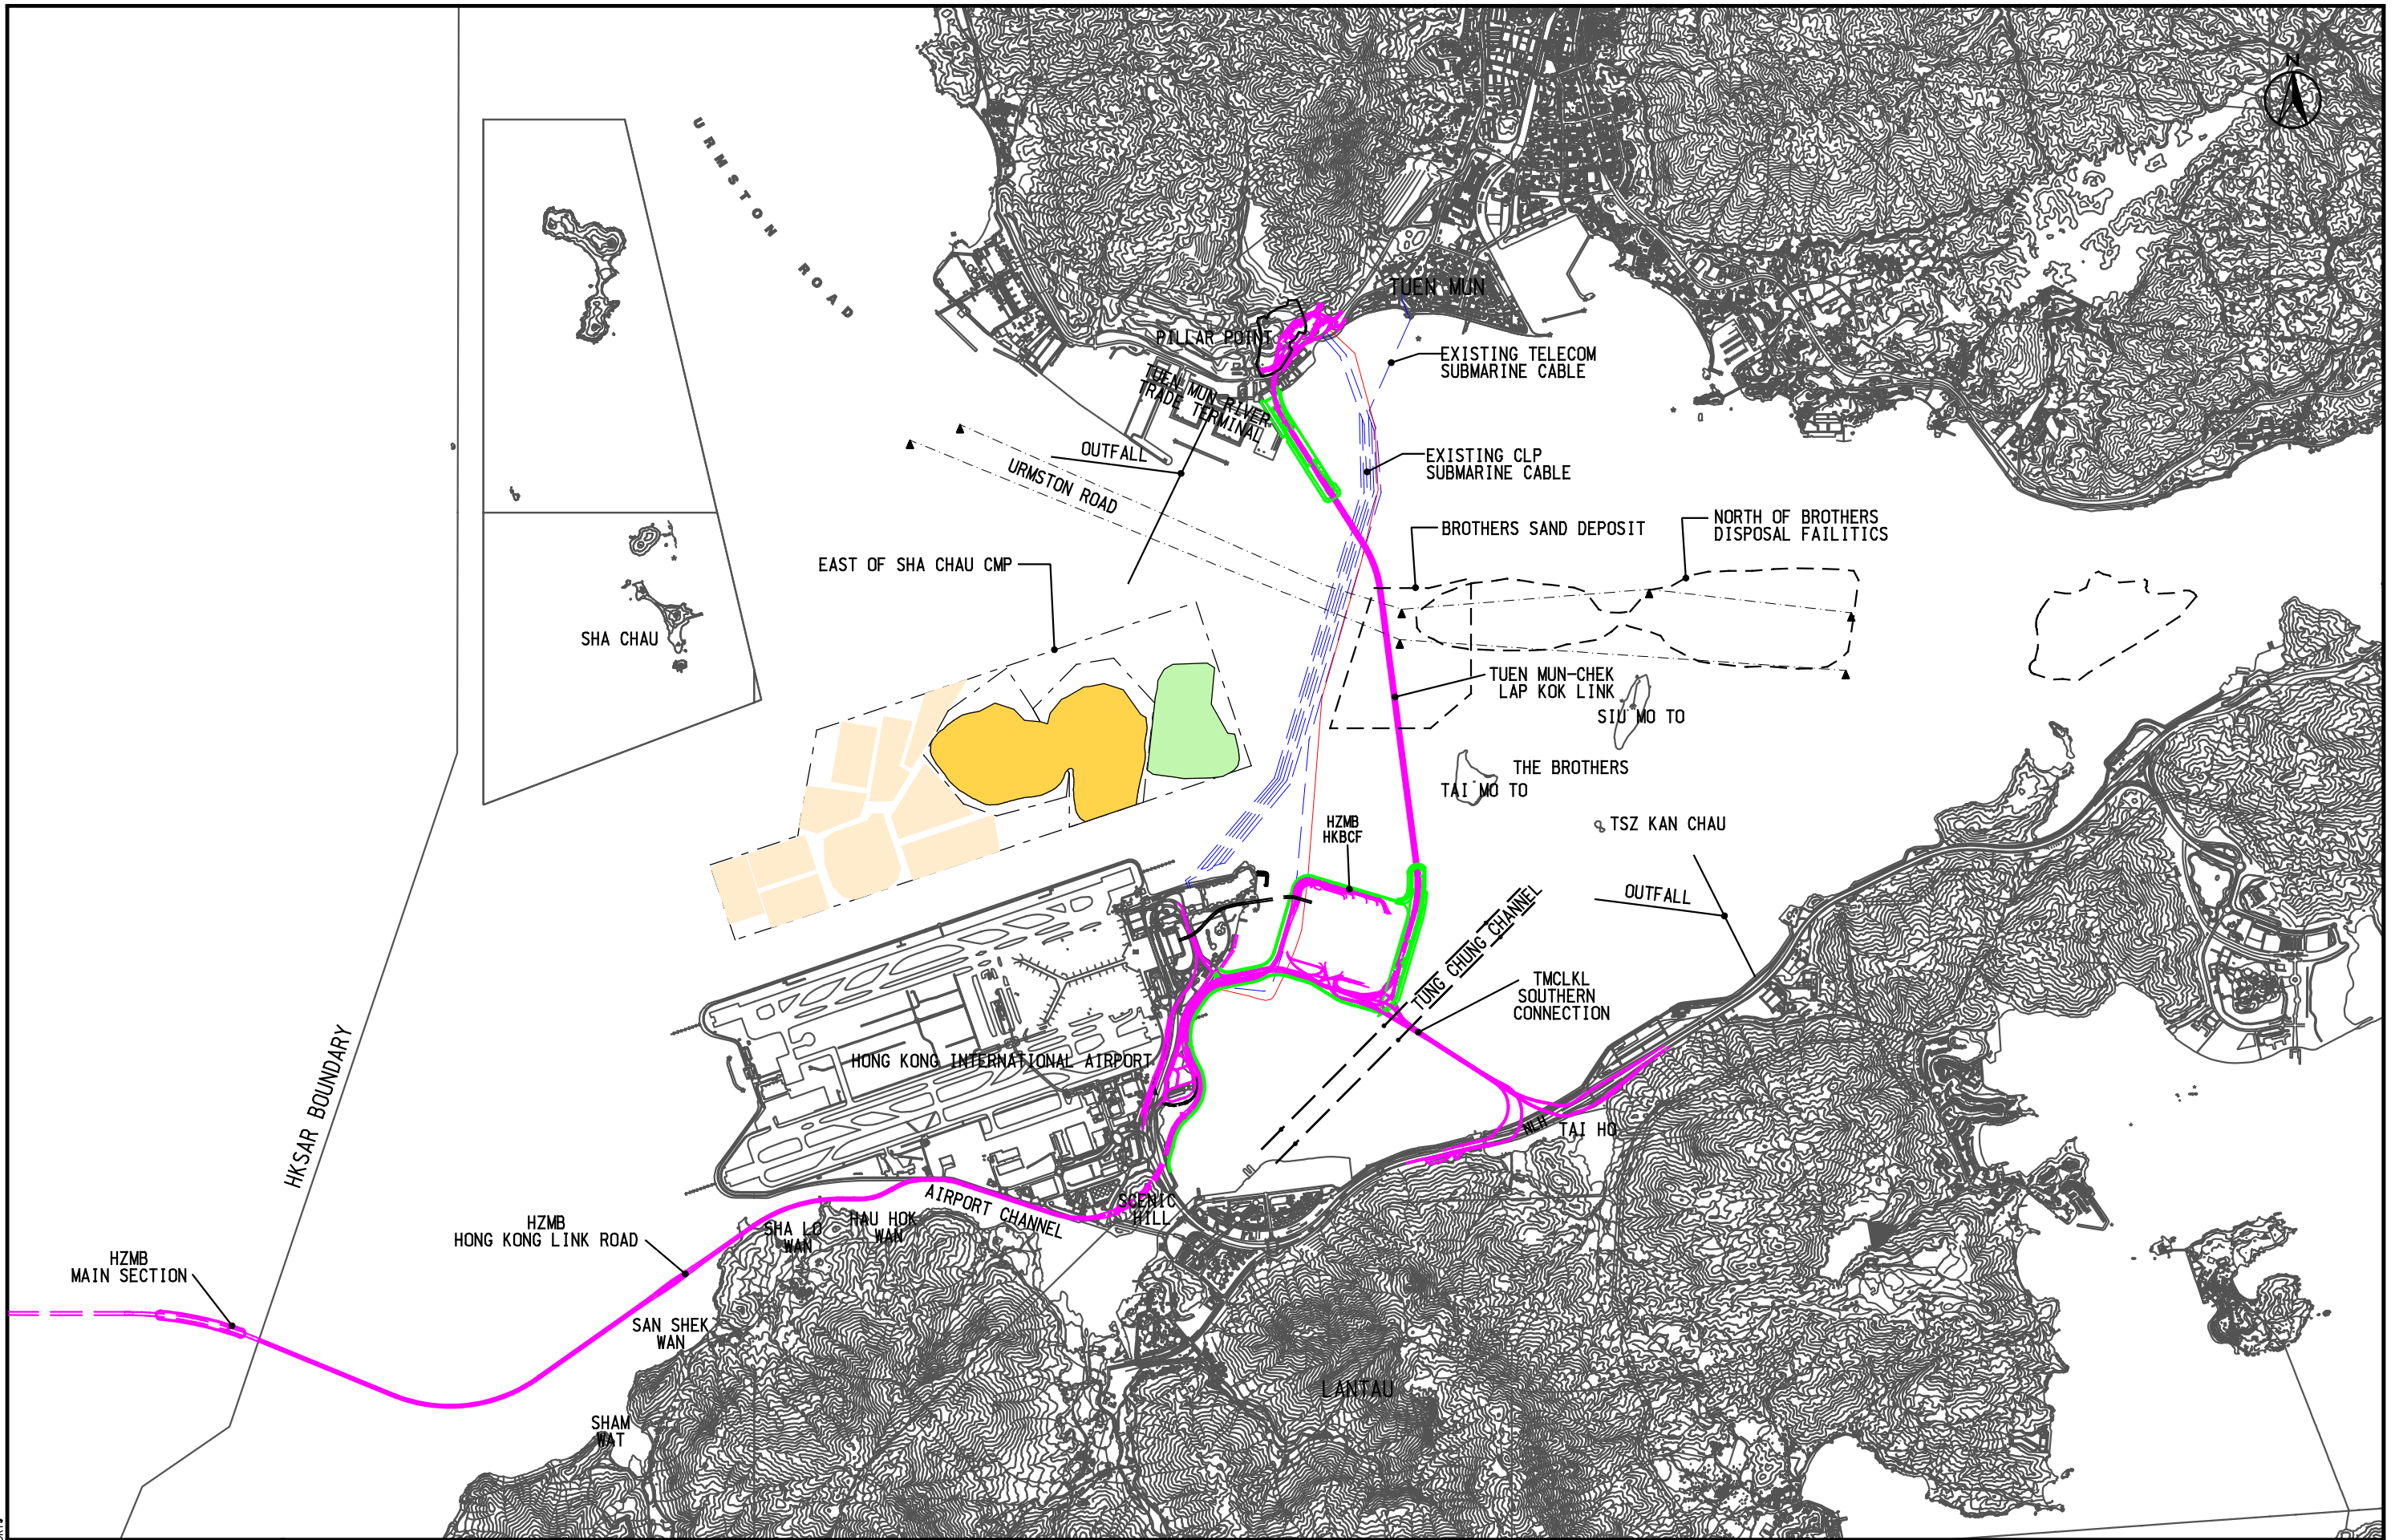 N
URMSTON ROAD
TUEN MUN
PILLAR POINT
EXISTING TELECOM
SUBMARINE CABLE
TUEN MUN RIVER
TRADE TERMINAL
OUTFALL
EXISTING CLP
SUBMARINE CABLE
URMSTON ROAD
BROTHERS SAND DEPOSIT
NORTH OF BROTHERS
DISPOSAL FAILITICS
EAST OF SHA CHAU CMP
SHA CHAU
TUEN MUN-CHEK
LAP KOK LINK
SIU MO TO
THE BROTHERS
TAI MO TO
HZMB
HKBCF
TSZ KAN CHAU
OUTFALL
TUNG CHUNG CHANNEL
TMCLKL
SOUTHERN
CONNECTION
HONG KONG INTERNATIONAL AIRPORT
HKSAR BOUNDARY
NLH
TAI HO
AIRPORT CHANNEL
SCENIC
HILL
HZMB
HONG KONG LINK ROAD
SHA LO
WAN
HAU HOK
WAN
HZMB
MAIN SECTION
SAN SHEK
WAN
LANTAU
SHAM
WAT